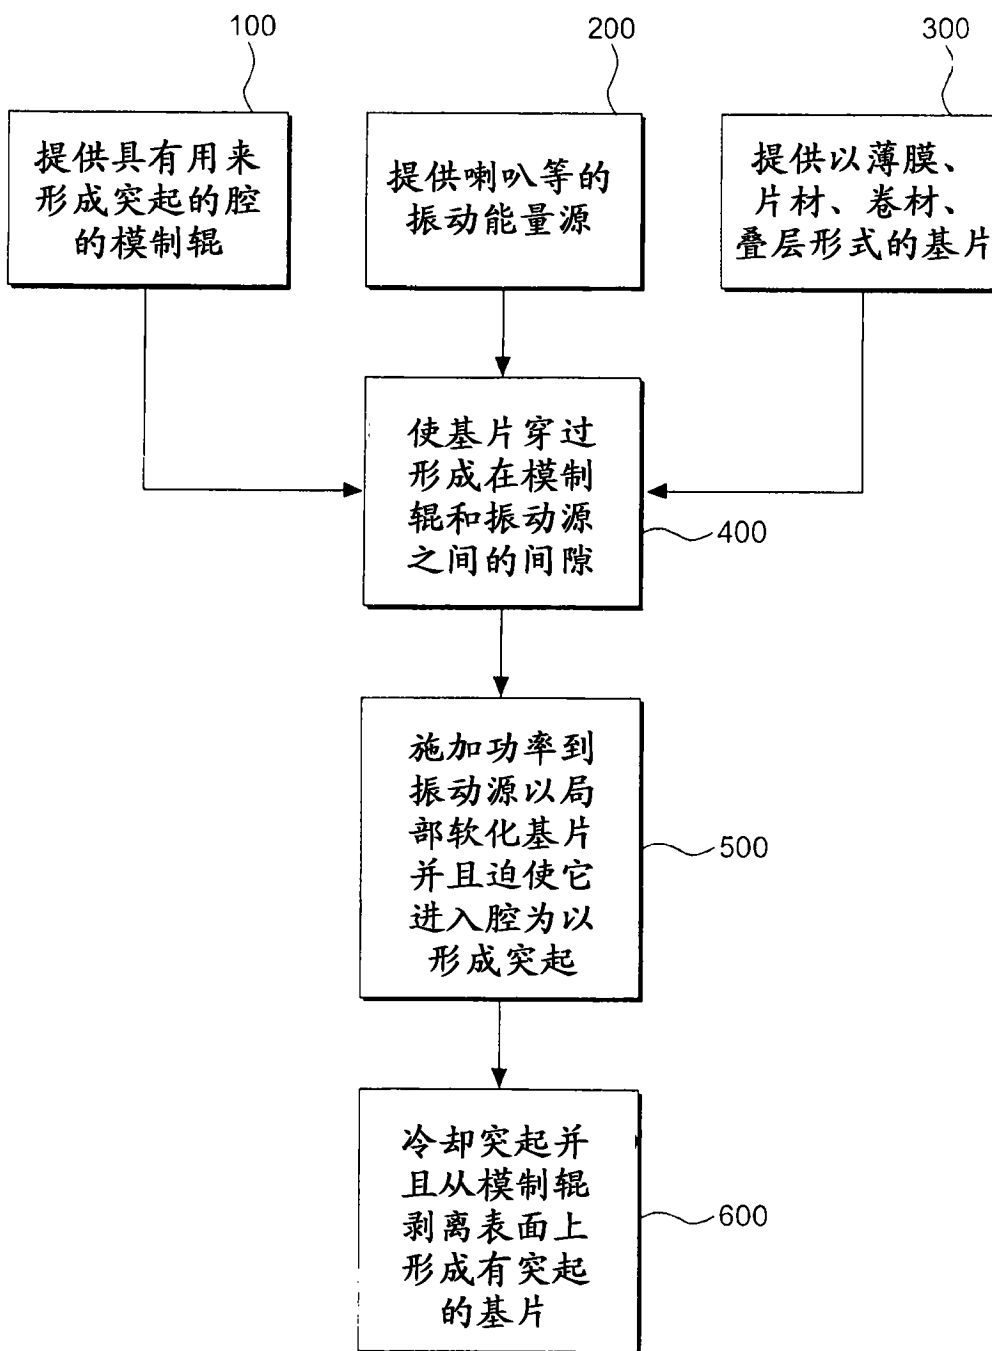 100
200
300
提供具有用来
形成突起的腔
的模制辊
提供喇叭等的
振动能量源
提供以薄膜、
片材、卷材、
叠层形式的基片
使基片穿过
形成在模制
辊和振动源
之间的间隙
400
施加功率到
振动源以局
部软化基片
并且迫使它
进入腔为以
形成突起
500
冷却突起并
且从模制辊
剥离表面上
形成有突起
的基片
600